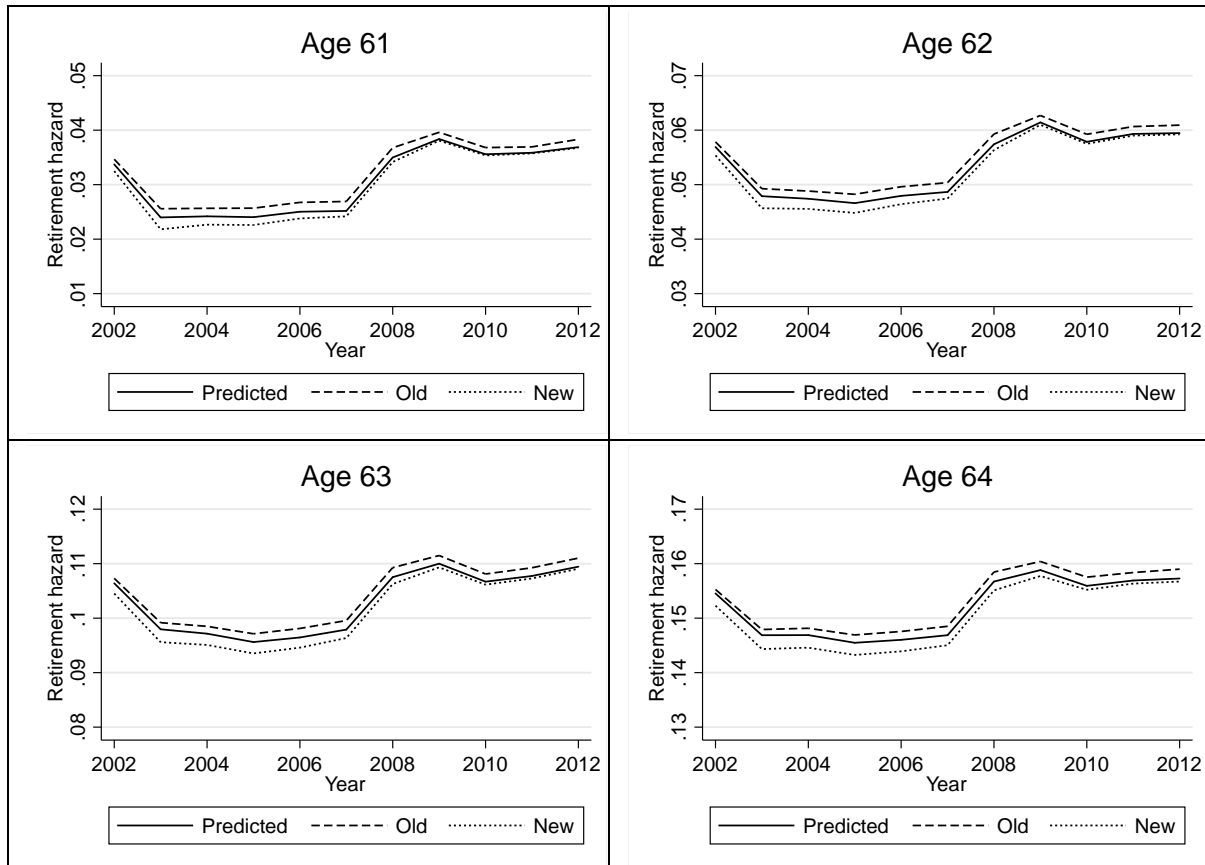 Age 61
Retirement hazard
.05
.04
.03
.02
.01
2002 2004 2006 2008 2010 2012
Year
Predicted Old New
Age 62
Retirement hazard
.07
.06
.05
.04
.03
2002 2004 2006 2008 2010 2012
Year
Predicted Old New
Age 63
Retirement hazard
.12
.11
.1
.09
.08
2002 2004 2006 2008 2010 2012
Year
Predicted Old New
Age 64
Retirement hazard
.17
.16
.15
.14
.13
2002 2004 2006 2008 2010 2012
Year
Predicted Old New